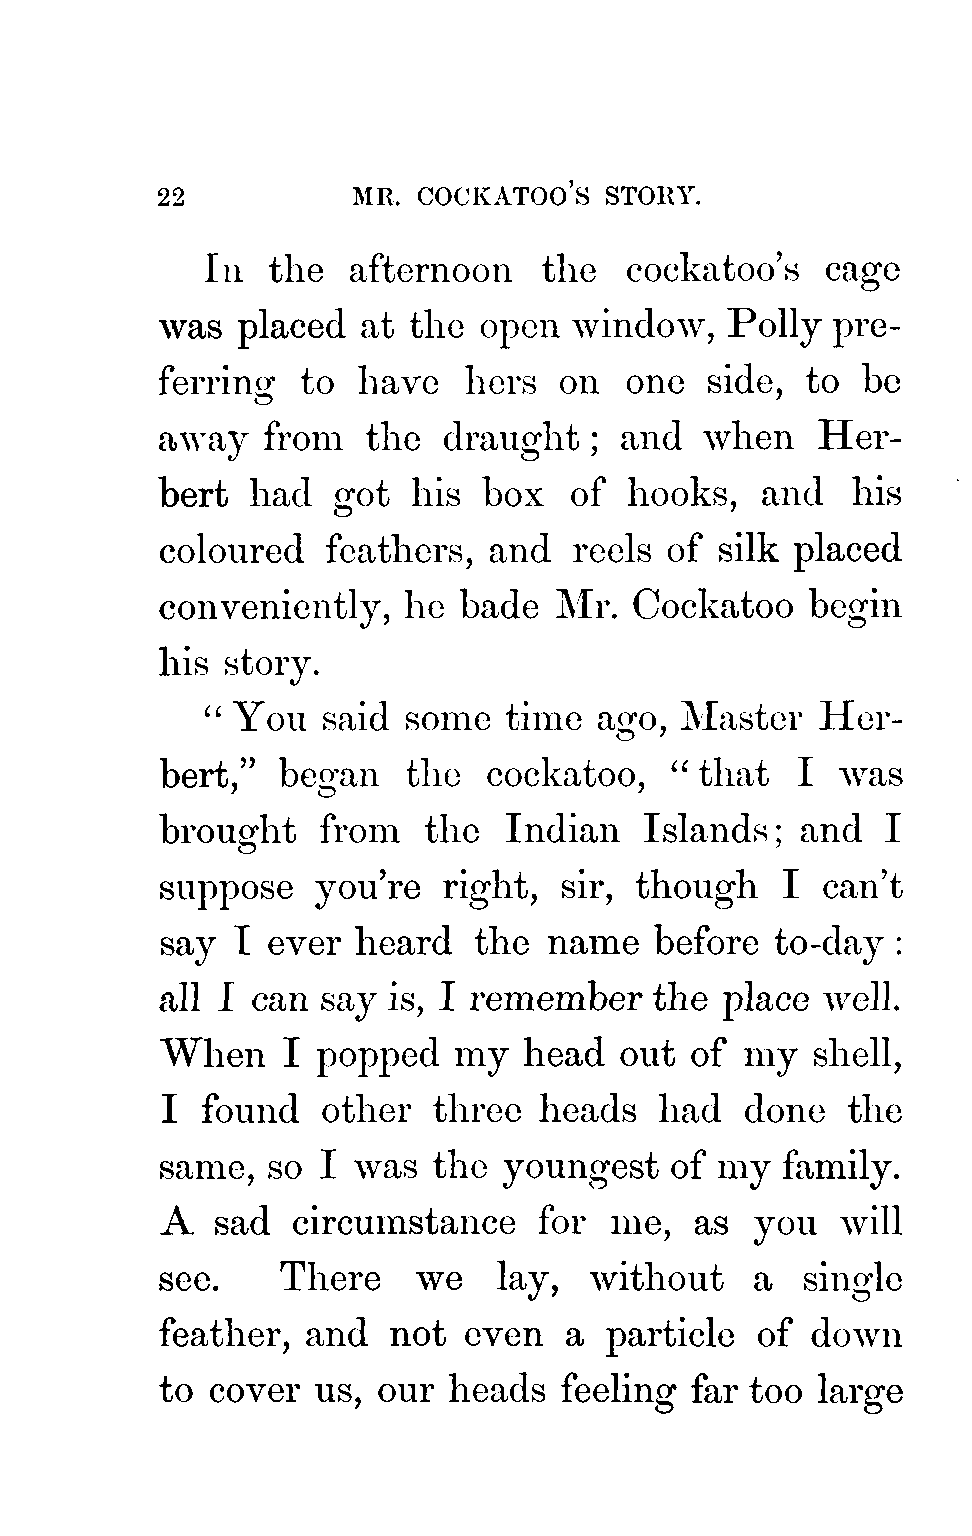 22 MR. COCKATOO'S STORY.
In the afternoon the cockatoo's cage
was placed at the open window, Polly pre-
ferring to have hers on one side, to be
away from the draught; and when Her-
bert had got his box of hooks, and his
coloured feathers, and reels of silk placed
conveniently, he bade Mr. Cockatoo begin
his story.
"You said some time ago, Master Her-
bert," began the cockatoo, "that I was
brought from the Indian Islands; and I
suppose you're right, sir, though I can't
say I ever heard the name before to-day:
all I can say is, I remember the place well.
When I popped my head out of my shell,
I found other three heads had done the
same, so I was the youngest of my family.
A sad circumstance for me, as you will
see. There we lay, without a single
feather, and not even a particle of down
to cover us, our heads feeling far too large